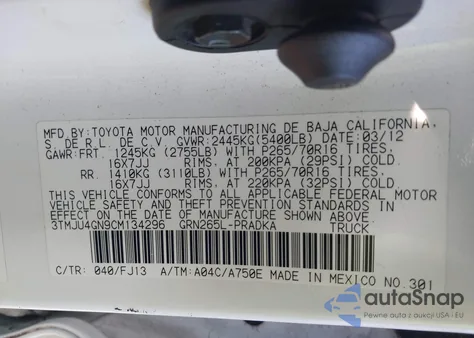 MFD.BY:TOYOTA MOTOR MANUFACTURING DE BAJA CALIFORNIA,
S. DE R.L. DE C.V. GVWR:2445KG(5400LB) DATE:03/12
GAWR:FRT. 1245KG (2755LB) WITH P265/70R16 TIRES.
16X7JJ RIMS. AT 200KPA (29PSI) COLD.
RR. 1410KG (3110LB) WITH P265/70R16 TIRES.
16X7JJ RIMS. AT 220KPA (32PSI) COLD.
THIS VEHICLE CONFORMS TO ALL APPLICABLE FEDERAL MOTOR
VEHICLE SAFETY AND THEFT PREVENTION STANDARDS IN
EFFECT ON THE DATE OF MANUFACTURE SHOWN ABOVE.
3TMJU4GN9CM134296 GRN265L-PRADKA TRUCK
C/TR: 040/FJ13 A/TM:A04C/A750E MADE IN MEXICO NO.301
autoSnap
Pojazdy z aukcji USA i EU